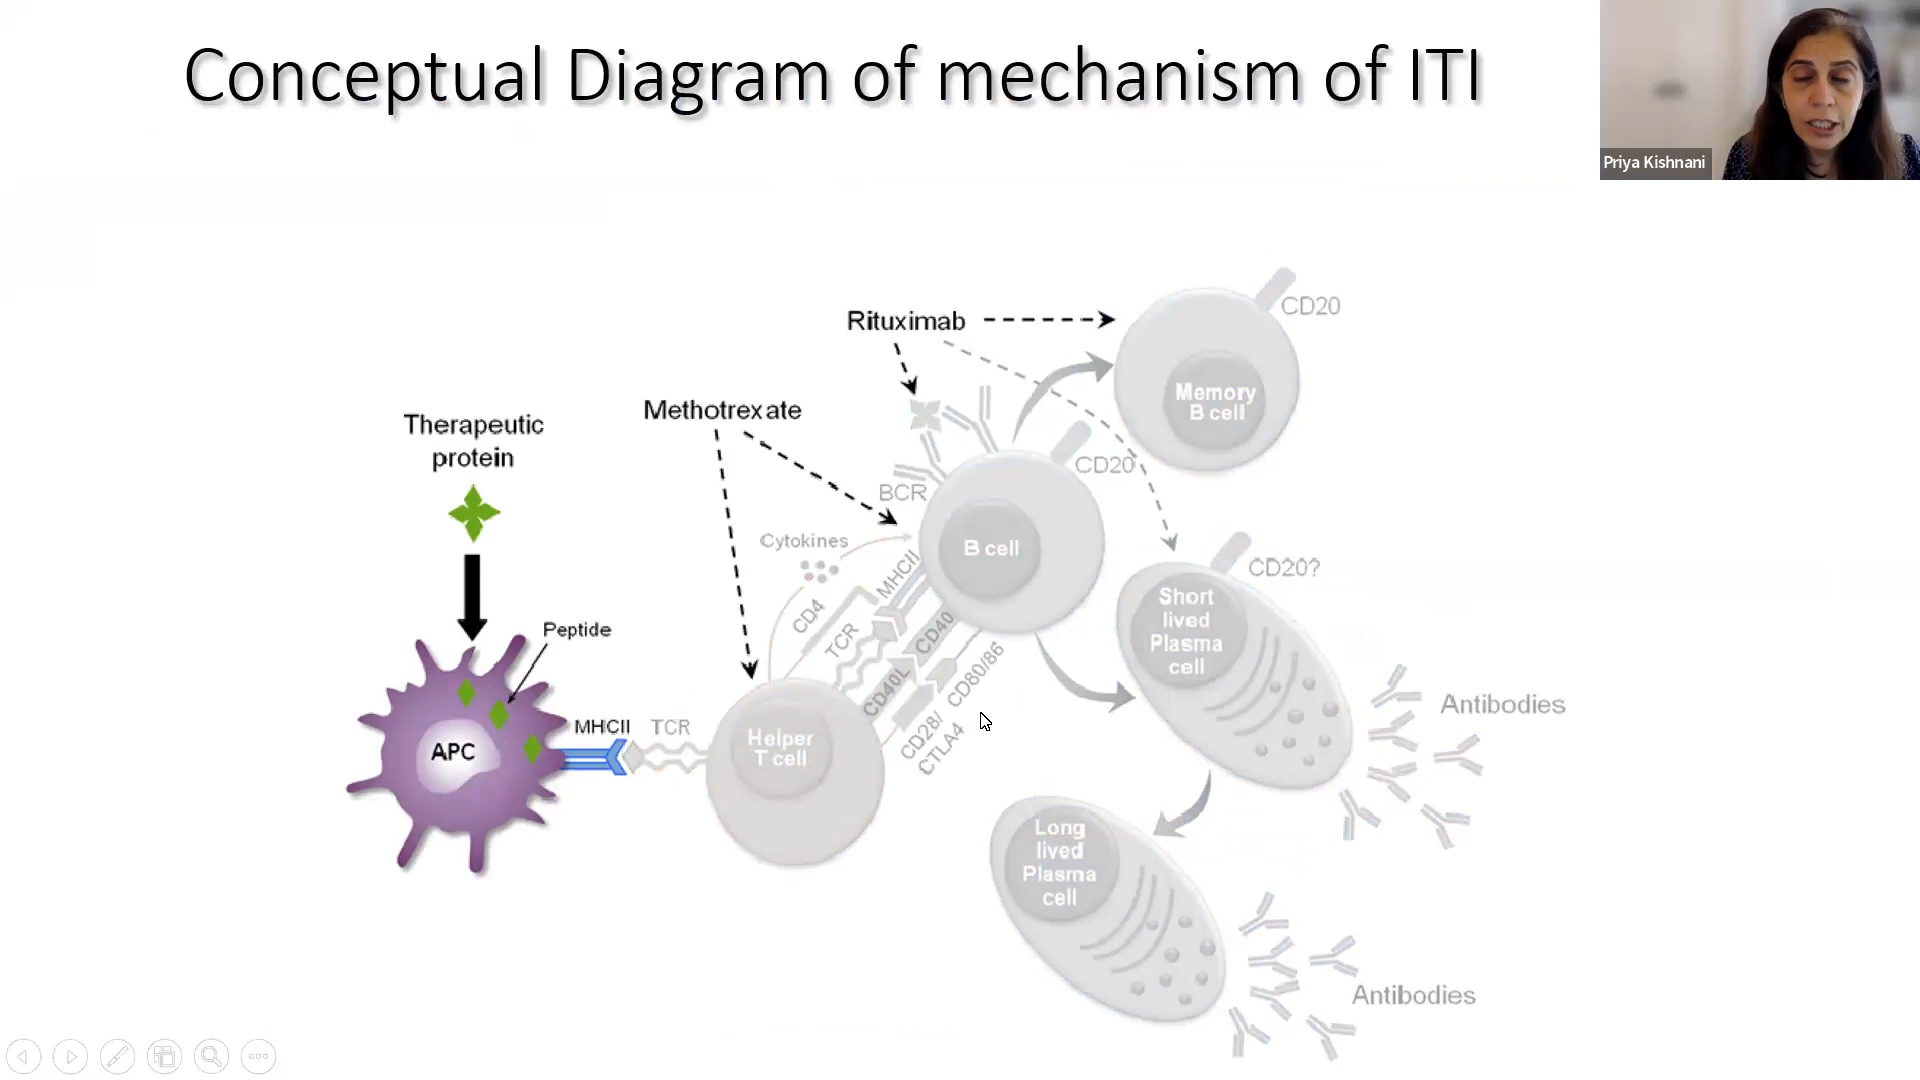 Conceptual Diagram of mechanism of ITI
Priya Kishnani
Rituximab
CD20
Memory
B cell
Methotrexate
Therapeutic
protein
CD20
BCR
Cytokines
B cell
MHCII
CD4
TCR
CD40
CD40L
CD80/86
CD28/
CTLA4
CD20?
Short
lived
Plasma
cell
Peptide
MHCII
TCR
APC
Helper
T cell
Antibodies
Long
lived
Plasma
cell
Antibodies